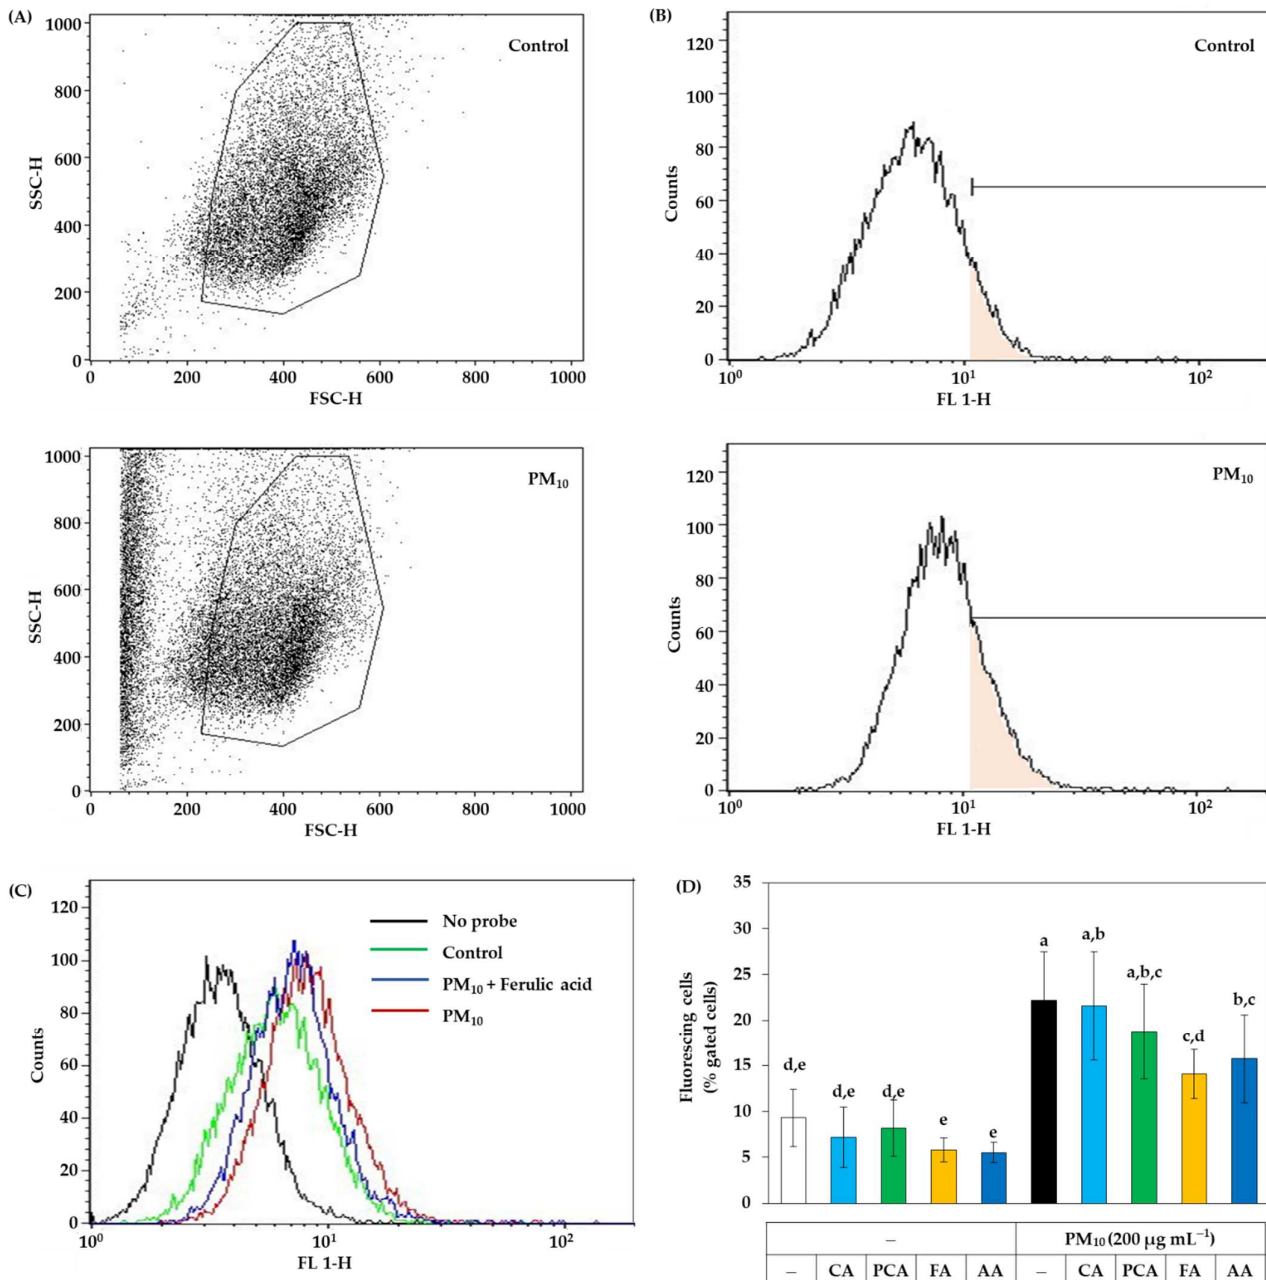 (A)
1000
800
600
400
200
0
SSC-H
Control
0 200 400 600 800 1000
FSC-H
(B)
120
100
80
60
40
20
0
Counts
Control
10⁰ 10¹ 10²
FL 1-H
1000
800
600
400
200
0
SSC-H
PM₁₀
0 200 400 600 800 1000
FSC-H
120
100
80
60
40
20
0
Counts
PM₁₀
10⁰ 10¹ 10²
FL 1-H
(C)
120
100
80
60
40
20
0
Counts
No probe
Control
PM₁₀ + Ferulic acid
PM₁₀
10⁰ 10¹ 10²
FL 1-H
(D)
35
30
25
20
15
10
5
0
Fluorescing cells
(% gated cells)
d,e d,e d,e e e a a,b a,b,c c,d b,c
– PM₁₀ (200 µg mL⁻¹)
– CA PCA FA AA – CA PCA FA AA